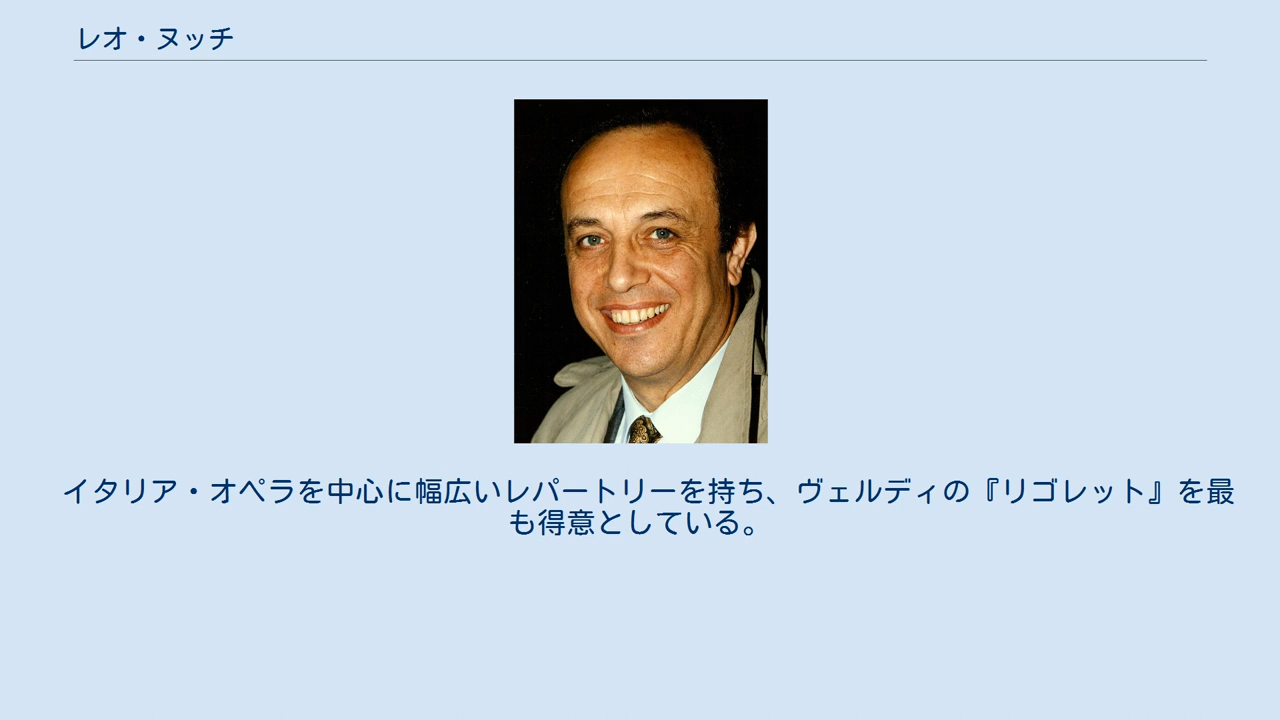 レオ・ヌッチ
イタリア・オペラを中心に幅広いレパートリーを持ち、ヴェルディの『リゴレット』を最
も得意としている。